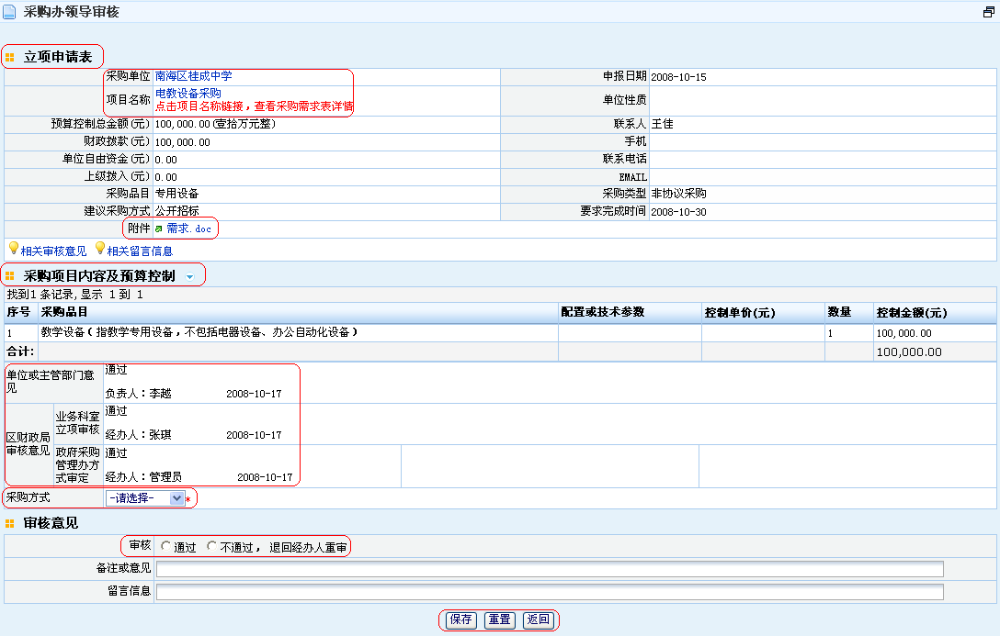 采购办领导审核
立项申请表
采购单位 南海区桂成中学 申报日期 2008-10-15
项目名称 电教设备采购 单位性质
点击项目名称链接，查看采购需求表详情
预算控制总金额(元) 100,000.00(壹拾万元整) 联系人 王佳
财政拨款(元) 100,000.00 手机
单位自由资金(元) 0.00 联系电话
上级拨入(元) 0.00 EMAIL
采购品目 专用设备 采购类型 非协议采购
建议采购方式 公开招标 要求完成时间 2008-10-30
附件 需求.doc
相关审核意见 相关留言信息
采购项目内容及预算控制
找到1 条记录,显示 1 到 1
序号 采购品目 配置或技术参数 控制单价(元) 数量 控制金额(元)
1 教学设备(指教学专用设备，不包括电器设备、办公自动化设备) 1 100,000.00
合计: 100,000.00
单位或主管部门意见 通过
负责人：李越 2008-10-17
区财政局审核意见 业务科室立项审核 通过
经办人：张琪 2008-10-17
政府采购管理办方式审定 通过
经办人：管理员 2008-10-17
采购方式 -请选择- *
审核意见
审核 通过 不通过， 退回经办人重审
备注或意见
留言信息
保存 重置 返回